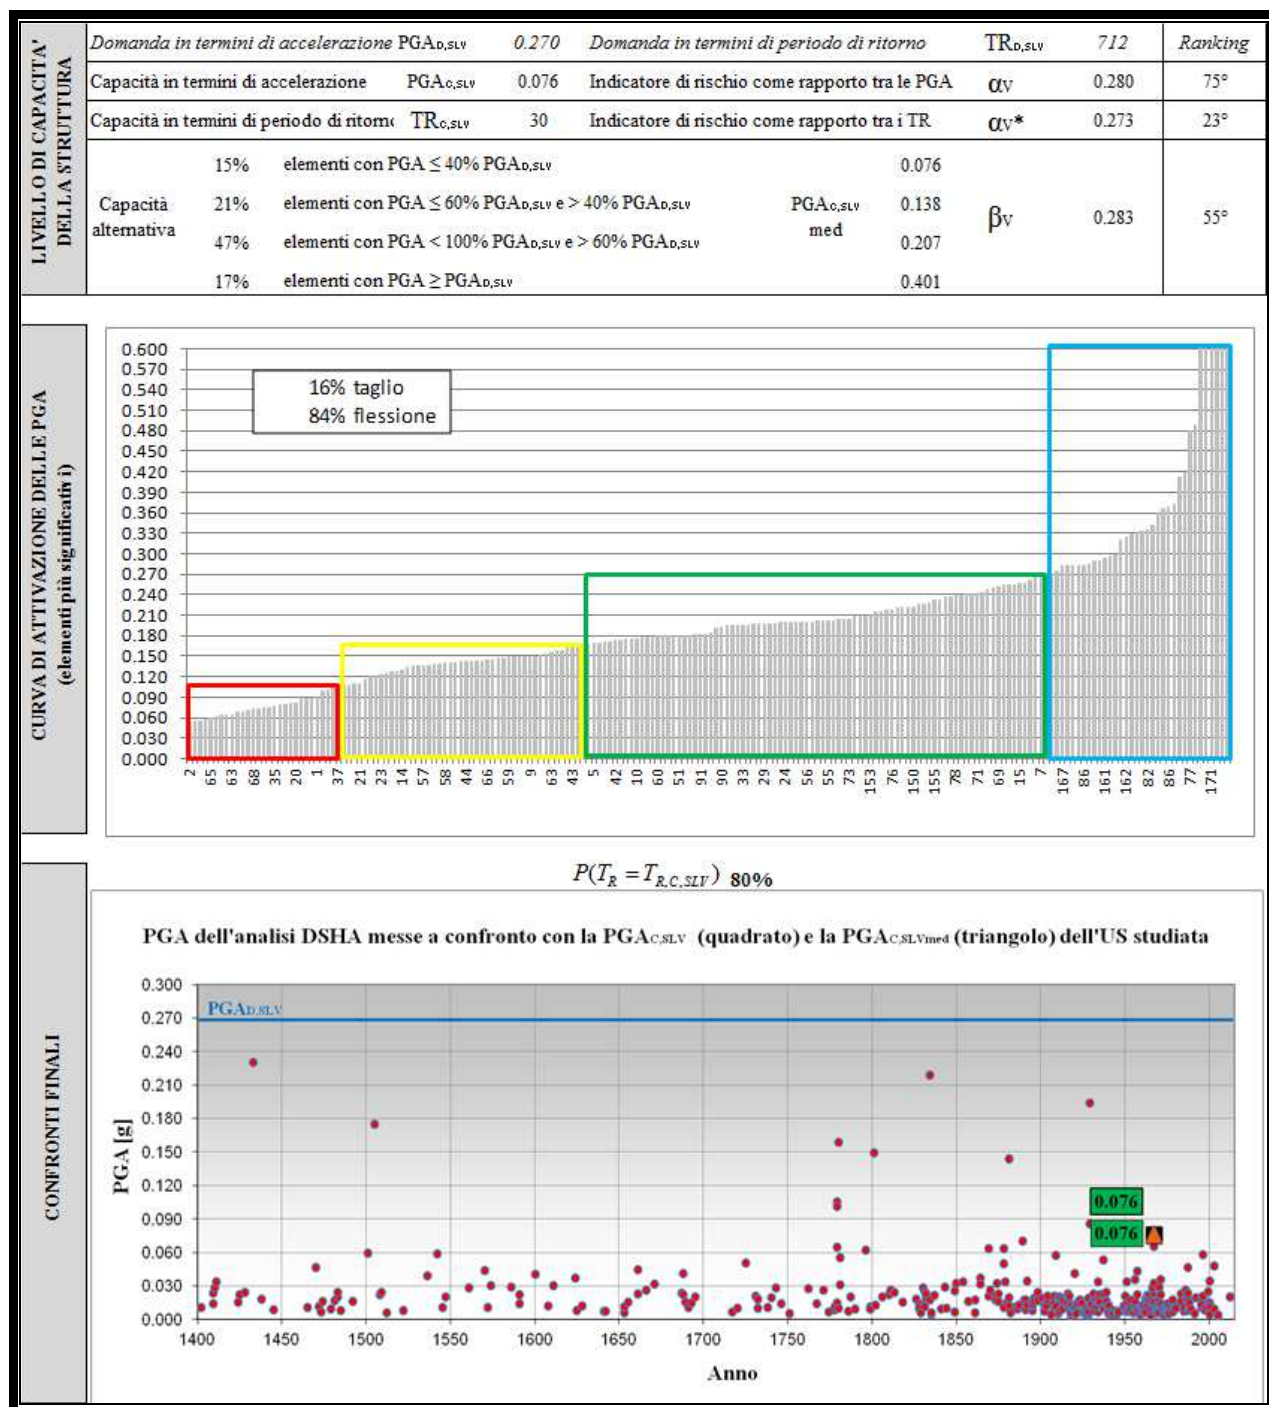 LIVELLO DI CAPACITA' DELLA STRUTTURA
Domanda in termini di accelerazione PGAD,SLV 0.270 Domanda in termini di periodo di ritorno TRD,SLV 712 Ranking
Capacità in termini di accelerazione PGAC,SLV 0.076 Indicatore di rischio come rapporto tra le PGA αV 0.280 75°
Capacità in termini di periodo di ritorno TRC,SLV 30 Indicatore di rischio come rapporto tra i TR αV* 0.273 23°
Capacità alternativa
15% elementi con PGA ≤ 40% PGAD,SLV 0.076
21% elementi con PGA ≤ 60% PGAD,SLV e > 40% PGAD,SLV PGAC,SLV med 0.138 βV 0.283 55°
47% elementi con PGA < 100% PGAD,SLV e > 60% PGAD,SLV 0.207
17% elementi con PGA ≥ PGAD,SLV 0.401
CURVA DI ATTIVAZIONE DELLE PGA
(elementi più significativi)
16% taglio
84% flessione
0.600
0.570
0.540
0.510
0.480
0.450
0.420
0.390
0.360
0.330
0.300
0.270
0.240
0.210
0.180
0.150
0.120
0.090
0.060
0.030
0.000
2 65 63 68 35 20 1 37 21 23 14 57 58 44 66 59 9 63 43 5 42 10 60 51 91 90 33 29 24 56 55 73 153 76 150 155 78 71 69 15 7 167 86 161 162 82 86 77 171
CONFRONTI FINALI
P(TR = TR,C,SLV) 80%
PGA dell'analisi DSHA messe a confronto con la PGAC,SLV (quadrato) e la PGAC,SLVmed (triangolo) dell'US studiata
PGAD,SLV
0.300
0.270
0.240
0.210
0.180
0.150
0.120
0.090
0.060
0.030
0.000
PGA [g]
0.076
0.076
1400 1450 1500 1550 1600 1650 1700 1750 1800 1850 1900 1950 2000
Anno